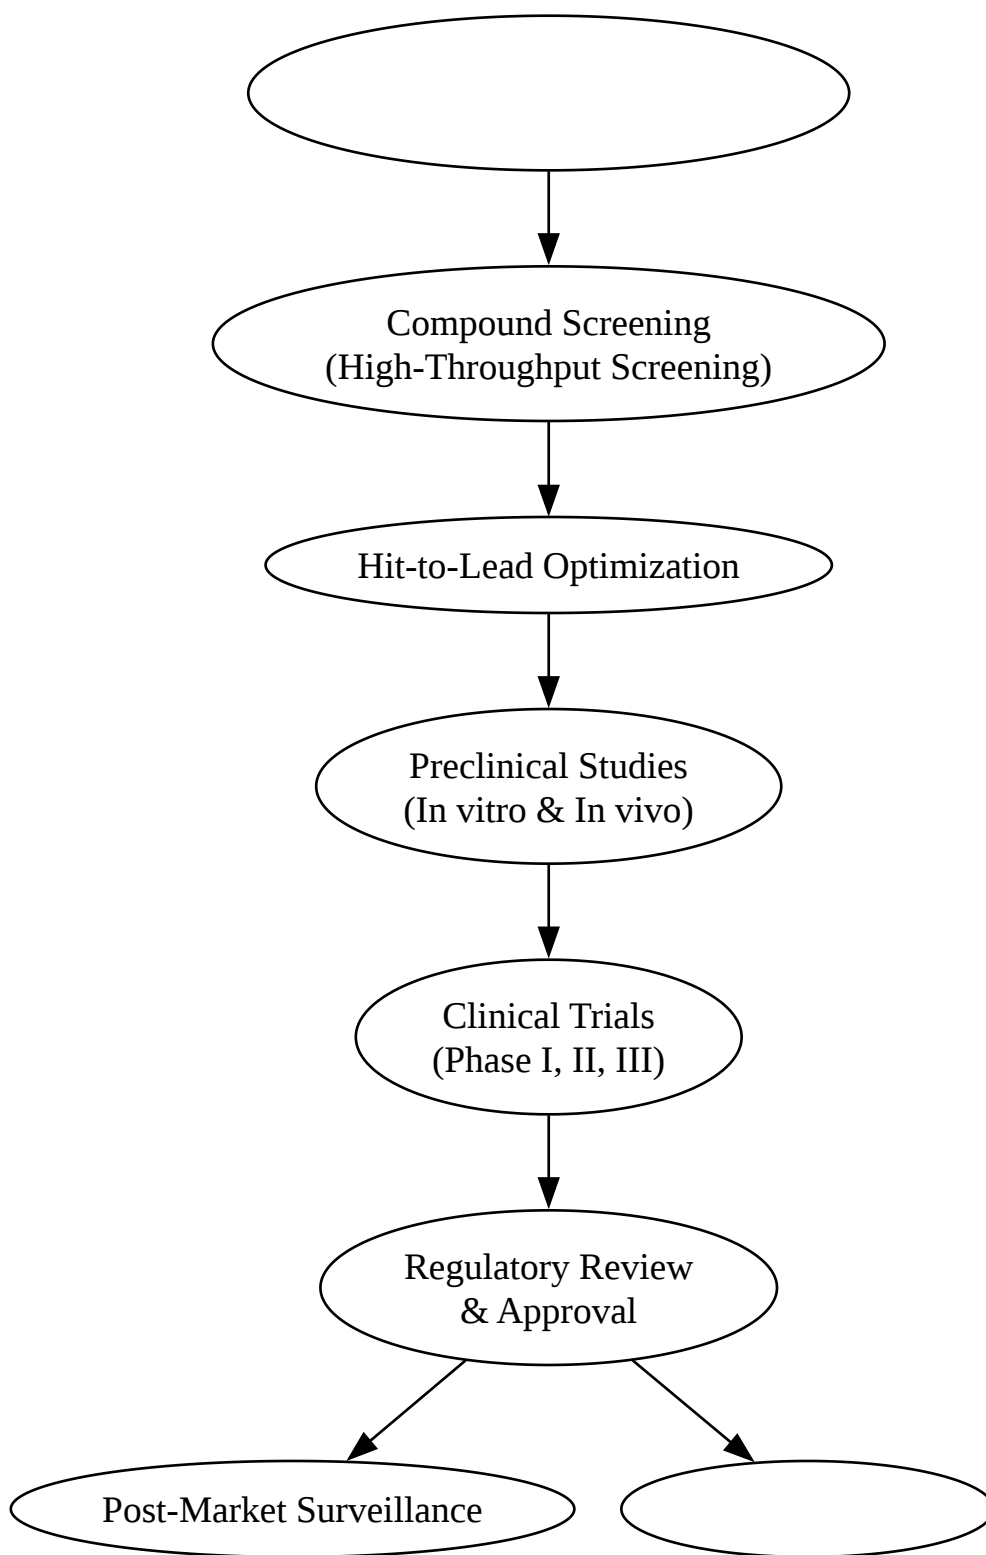 Compound Screening
(High-Throughput Screening)
Hit-to-Lead Optimization
Preclinical Studies
(In vitro & In vivo)
Clinical Trials
(Phase I, II, III)
Regulatory Review
& Approval
Post-Market Surveillance